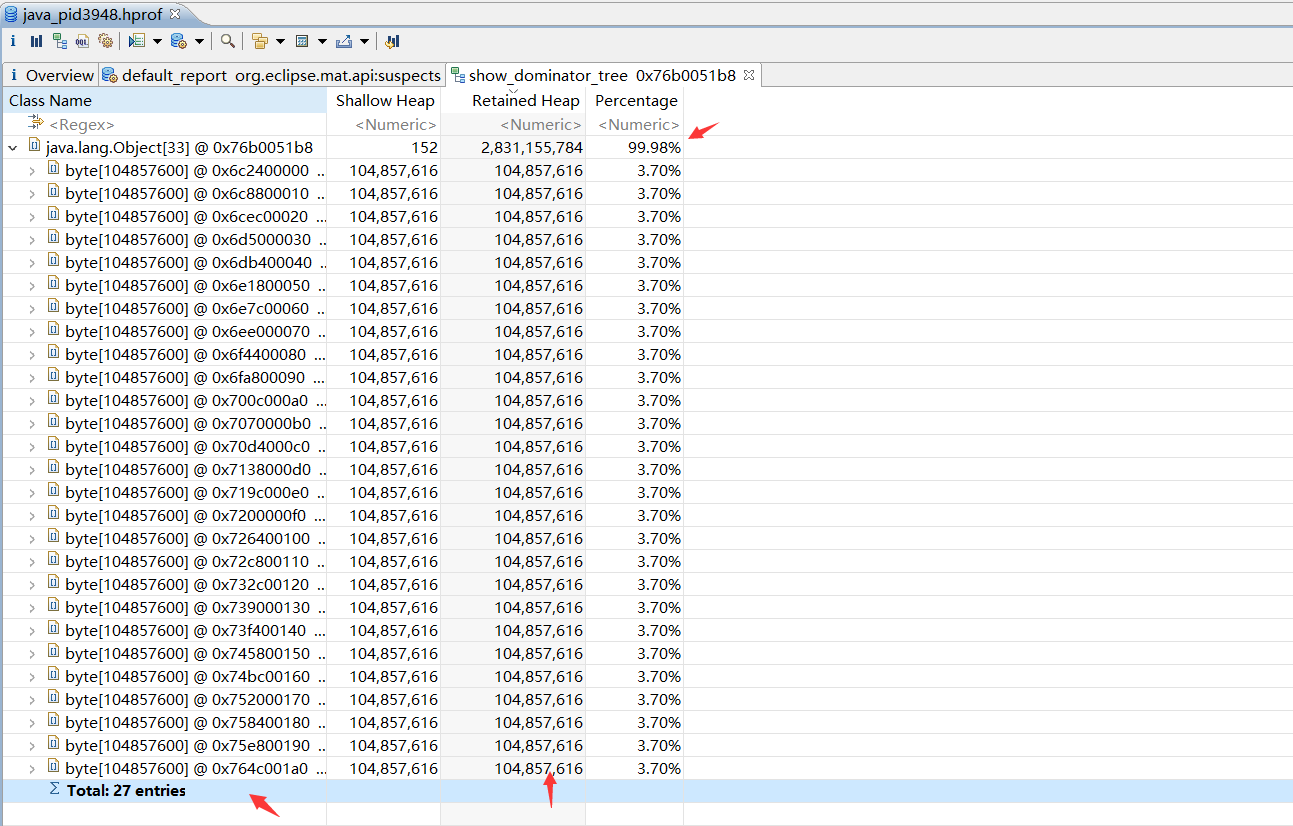 java_pid3948.hprof
i Overview default_report org.eclipse.mat.api:suspects show_dominator_tree 0x76b0051b8
Class Name Shallow Heap Retained Heap Percentage
<Regex> <Numeric> <Numeric> <Numeric>
java.lang.Object[33] @ 0x76b0051b8 152 2,831,155,784 99.98%
byte[104857600] @ 0x6c2400000 .. 104,857,616 104,857,616 3.70%
byte[104857600] @ 0x6c8800010 .. 104,857,616 104,857,616 3.70%
byte[104857600] @ 0x6cec00020 ... 104,857,616 104,857,616 3.70%
byte[104857600] @ 0x6d5000030 .. 104,857,616 104,857,616 3.70%
byte[104857600] @ 0x6db400040 .. 104,857,616 104,857,616 3.70%
byte[104857600] @ 0x6e1800050 .. 104,857,616 104,857,616 3.70%
byte[104857600] @ 0x6e7c00060 .. 104,857,616 104,857,616 3.70%
byte[104857600] @ 0x6ee000070 .. 104,857,616 104,857,616 3.70%
byte[104857600] @ 0x6f4400080 ... 104,857,616 104,857,616 3.70%
byte[104857600] @ 0x6fa800090 ... 104,857,616 104,857,616 3.70%
byte[104857600] @ 0x700c000a0 ... 104,857,616 104,857,616 3.70%
byte[104857600] @ 0x7070000b0 .. 104,857,616 104,857,616 3.70%
byte[104857600] @ 0x70d4000c0 .. 104,857,616 104,857,616 3.70%
byte[104857600] @ 0x7138000d0 .. 104,857,616 104,857,616 3.70%
byte[104857600] @ 0x719c000e0 .. 104,857,616 104,857,616 3.70%
byte[104857600] @ 0x7200000f0 ... 104,857,616 104,857,616 3.70%
byte[104857600] @ 0x726400100 .. 104,857,616 104,857,616 3.70%
byte[104857600] @ 0x72c800110 .. 104,857,616 104,857,616 3.70%
byte[104857600] @ 0x732c00120 .. 104,857,616 104,857,616 3.70%
byte[104857600] @ 0x739000130 .. 104,857,616 104,857,616 3.70%
byte[104857600] @ 0x73f400140 ... 104,857,616 104,857,616 3.70%
byte[104857600] @ 0x745800150 .. 104,857,616 104,857,616 3.70%
byte[104857600] @ 0x74bc00160 .. 104,857,616 104,857,616 3.70%
byte[104857600] @ 0x752000170 .. 104,857,616 104,857,616 3.70%
byte[104857600] @ 0x758400180 .. 104,857,616 104,857,616 3.70%
byte[104857600] @ 0x75e800190 .. 104,857,616 104,857,616 3.70%
byte[104857600] @ 0x764c001a0 ... 104,857,616 104,857,616 3.70%
Σ Total: 27 entries